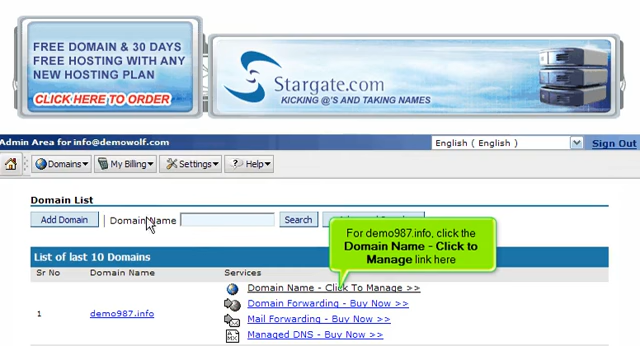 FREE DOMAIN & 30 DAYS
FREE HOSTING WITH ANY
NEW HOSTING PLAN
CLICK HERE TO ORDER
Stargate.com
KICKING @'S AND TAKING NAMES
Admin Area for info@demowolf.com
English ( English )
Sign Out
Domains
My Billing
Settings
Help
Domain List
Add Domain
Domain Name
Search
For demo987.info, click the
Domain Name - Click to
Manage link here
List of last 10 Domains
Sr No
Domain Name
Services
1
demo987.info
Domain Name - Click To Manage >>
Domain Forwarding - Buy Now >>
Mail Forwarding - Buy Now >>
Managed DNS - Buy Now >>